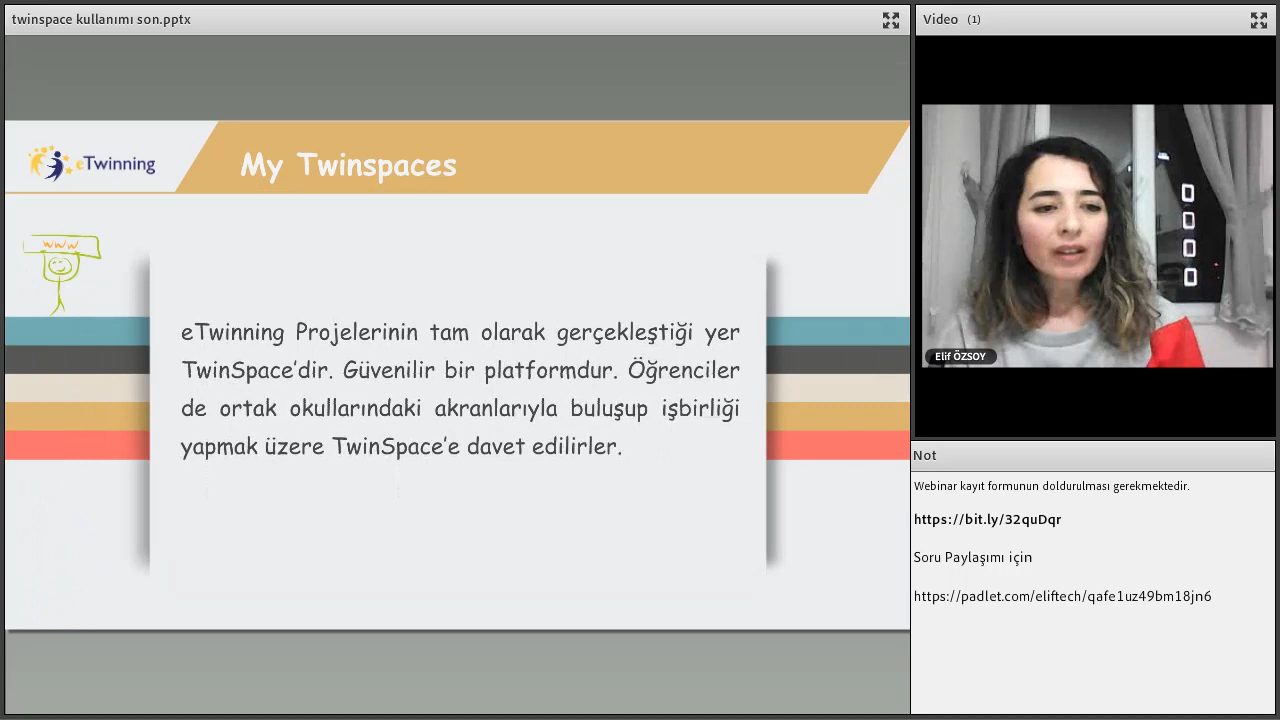 twinspace kullanımı son.pptx
eTwinning
My Twinspaces
www
eTwinning Projelerinin tam olarak gerçekleştiği yer
TwinSpace’dir. Güvenilir bir platformdur. Öğrenciler
de ortak okullarındaki akranlarıyla buluşup işbirliği
yapmak üzere TwinSpace’e davet edilirler.
Video (1)
Elif ÖZSOY
Not
Webinar kayıt formunun doldurulması gerekmektedir.
https://bit.ly/32quDqr
Soru Paylaşımı için
https://padlet.com/eliftech/qafe1uz49bm18jn6